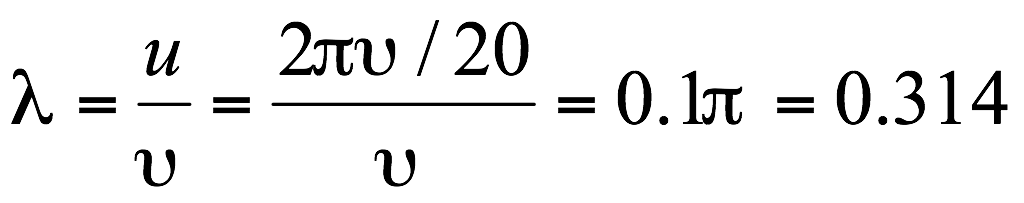 λ = u/υ = (2πυ / 20)/υ = 0.1π = 0.314